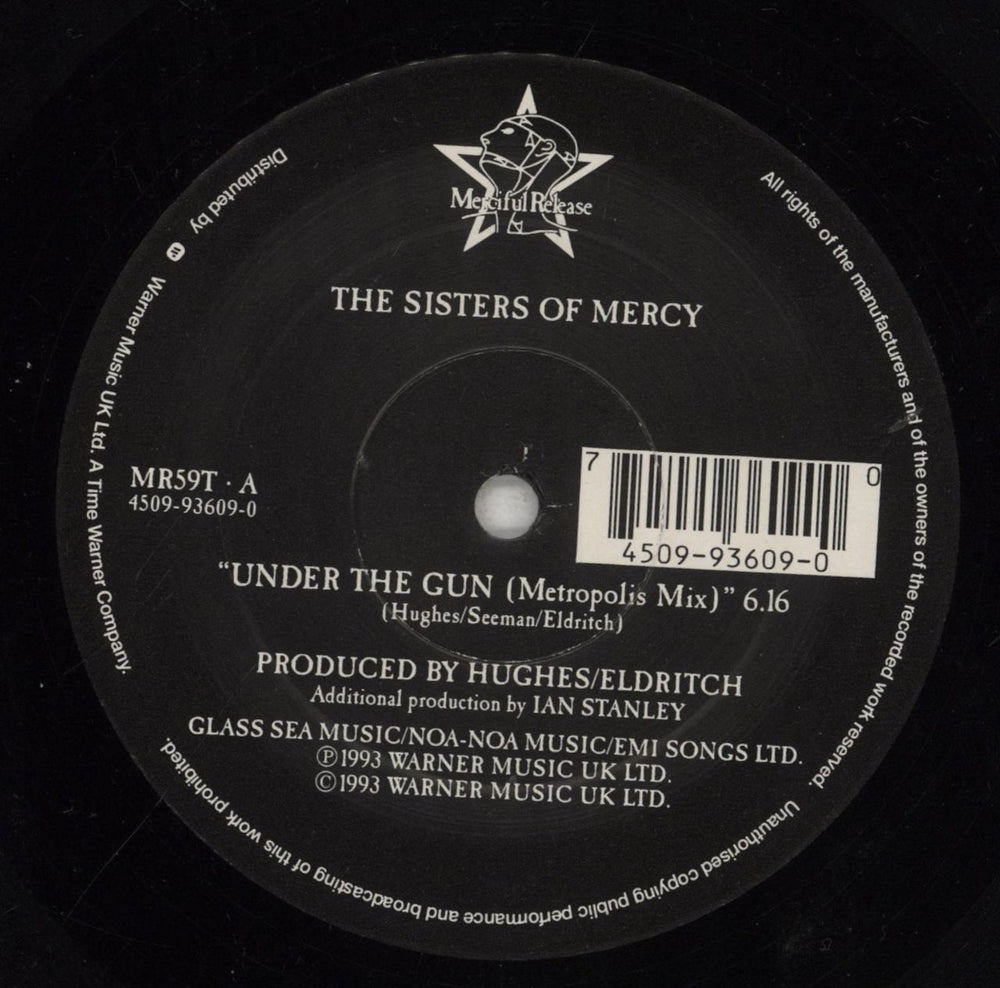 Merciful Release
THE SISTERS OF MERCY
MR59T · A
4509-93609-0
7 0
4509-93609-0
“UNDER THE GUN (Metropolis Mix)” 6.16
(Hughes/Seeman/Eldritch)
PRODUCED BY HUGHES/ELDRITCH
Additional production by IAN STANLEY
GLASS SEA MUSIC/NOA-NOA MUSIC/EMI SONGS LTD.
Ⓟ1993 WARNER MUSIC UK LTD.
©1993 WARNER MUSIC UK LTD.
All rights of the manufacturers and of the owners of the recorded work reserved. Unauthorised copying public performance and broadcasting of this work prohibited.
Distributed by Warner Music UK Ltd. A Time Warner Company.